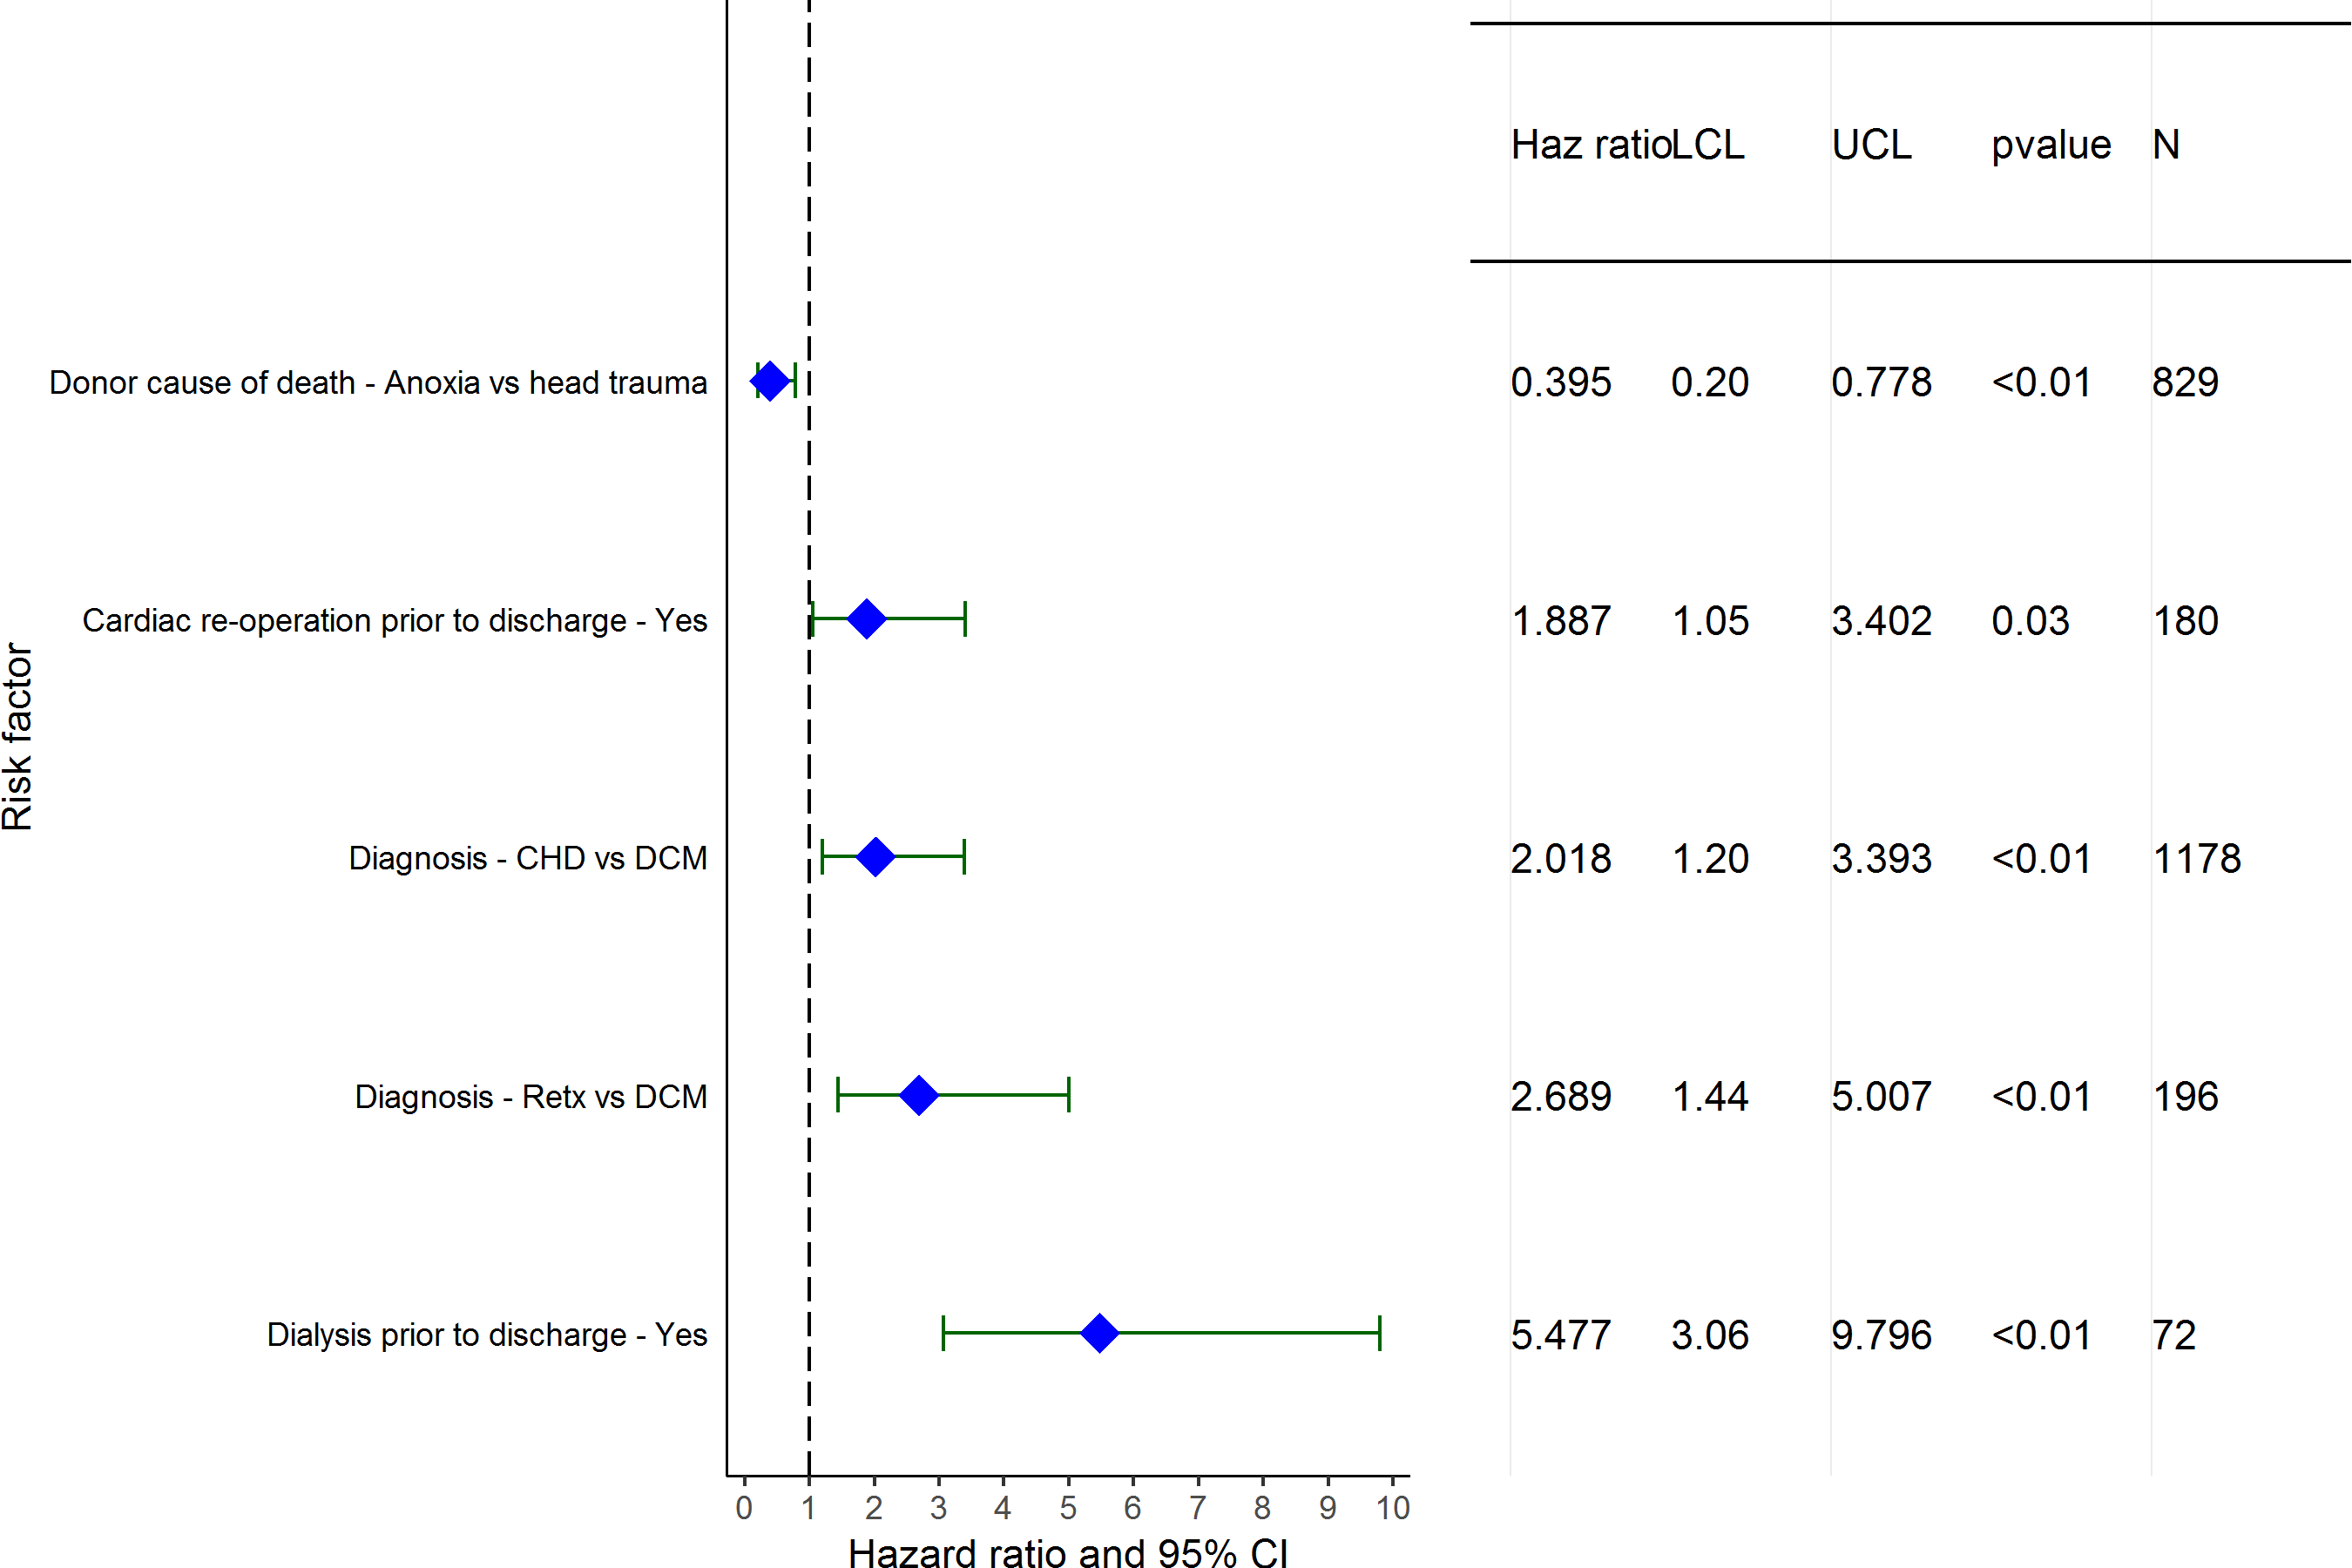 Haz ratio LCL UCL pvalue N
Donor cause of death - Anoxia vs head trauma 0.395 0.20 0.778 <0.01 829
Cardiac re-operation prior to discharge - Yes 1.887 1.05 3.402 0.03 180
Risk factor
Diagnosis - CHD vs DCM 2.018 1.20 3.393 <0.01 1178
Diagnosis - Retx vs DCM 2.689 1.44 5.007 <0.01 196
Dialysis prior to discharge - Yes 5.477 3.06 9.796 <0.01 72
0 1 2 3 4 5 6 7 8 9 10
Hazard ratio and 95% CI